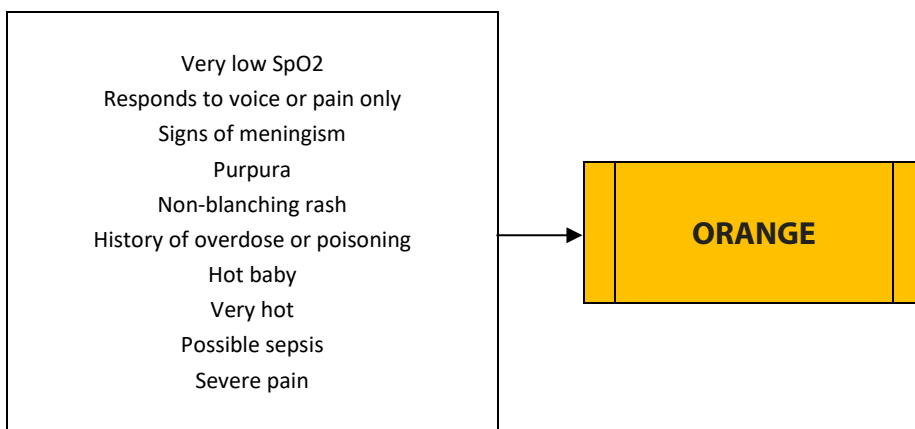 Very low SpO2
Responds to voice or pain only
Signs of meningism
Purpura
Non-blanching rash
History of overdose or poisoning
Hot baby
Very hot
Possible sepsis
Severe pain
ORANGE